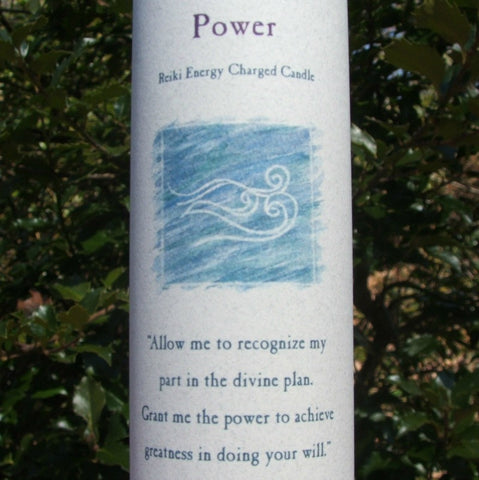 Power
Reiki Energy Charged Candle
"Allow me to recognize my
part in the divine plan.
Grant me the power to achieve
greatness in doing your will."